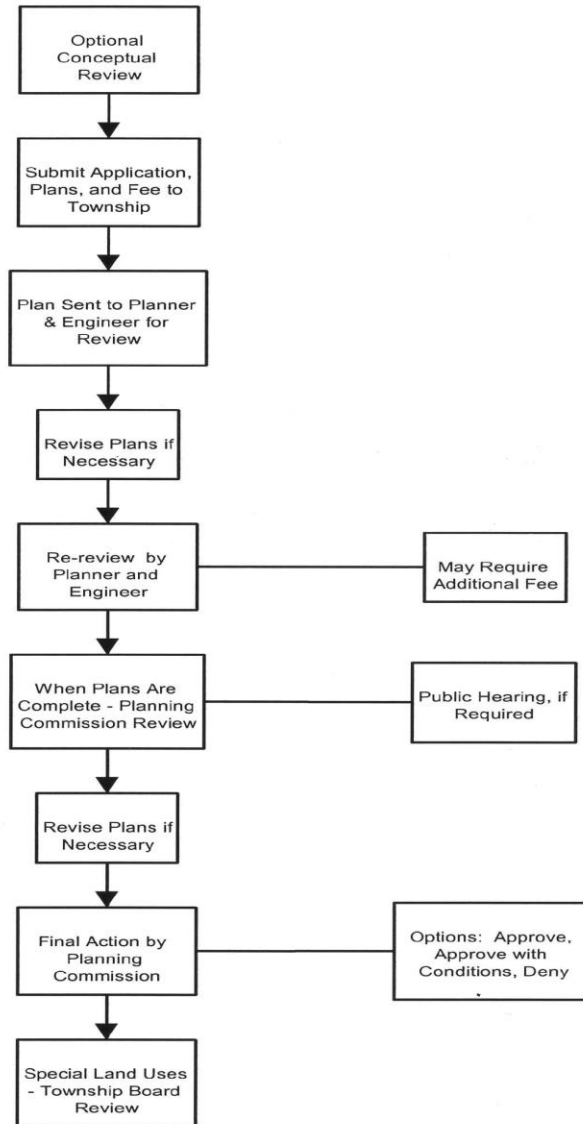 Optional
Conceptual
Review
Submit Application,
Plans, and Fee to
Township
Plan Sent to Planner
& Engineer for
Review
Revise Plans if
Necessary
Re-review by
Planner and
Engineer
May Require
Additional Fee
When Plans Are
Complete - Planning
Commission Review
Public Hearing, if
Required
Revise Plans if
Necessary
Final Action by
Planning
Commission
Options: Approve,
Approve with
Conditions, Deny
Special Land Uses
- Township Board
Review